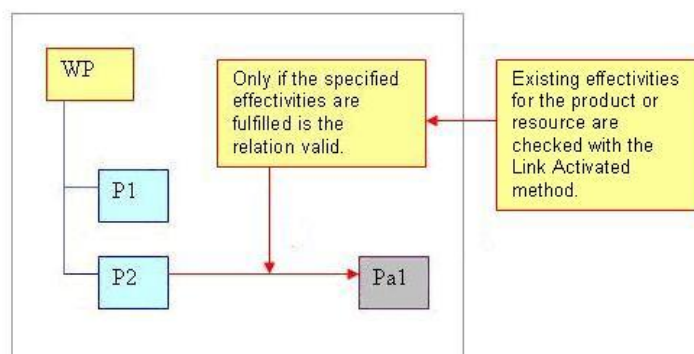 WP
Only if the specified
effectivities are
fulfilled is the
relation valid.
Existing effectivities
for the product or
resource are
checked with the
Link Activated
method.
P1
P2
Pa1